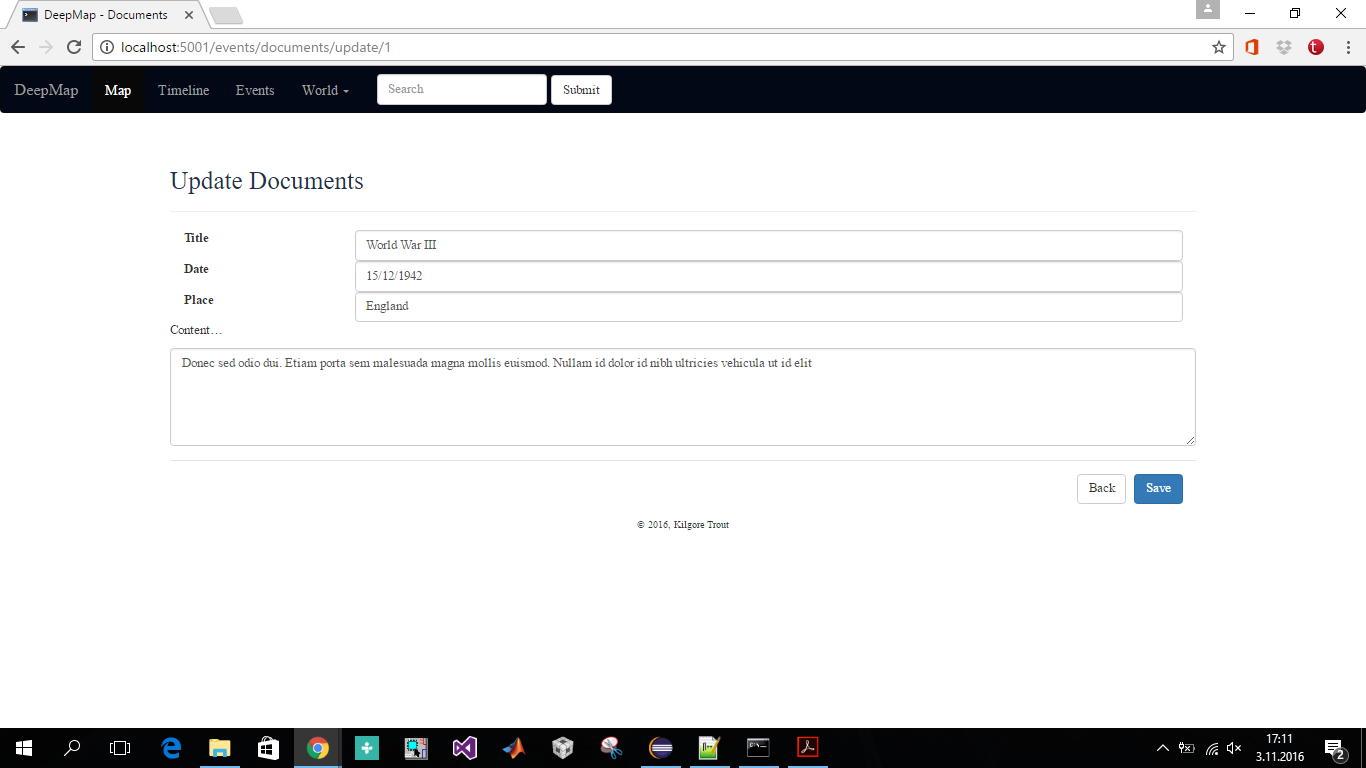 DeepMap - Documents
localhost:5001/events/documents/update/1
DeepMap Map Timeline Events World Search Submit
Update Documents
Title World War III
Date 15/12/1942
Place England
Content…
Donec sed odio dui. Etiam porta sem malesuada magna mollis euismod. Nullam id dolor id nibh ultricies vehicula ut id elit
Back Save
© 2016, Kilgore Trout
17:11
3.11.2016
2